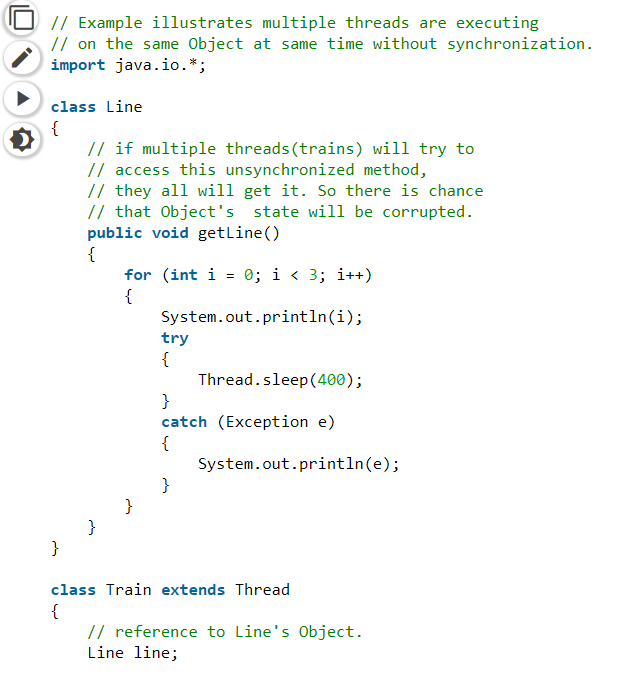 // Example illustrates multiple threads are executing
// on the same Object at same time without synchronization.
import java.io.*;

class Line
{
    // if multiple threads(trains) will try to
    // access this unsynchronized method,
    // they all will get it. So there is chance
    // that Object's  state will be corrupted.
    public void getLine()
    {
        for (int i = 0; i < 3; i++)
        {
            System.out.println(i);
            try
            {
                Thread.sleep(400);
            }
            catch (Exception e)
            {
                System.out.println(e);
            }
        }
    }
}

class Train extends Thread
{
    // reference to Line's Object.
    Line line;